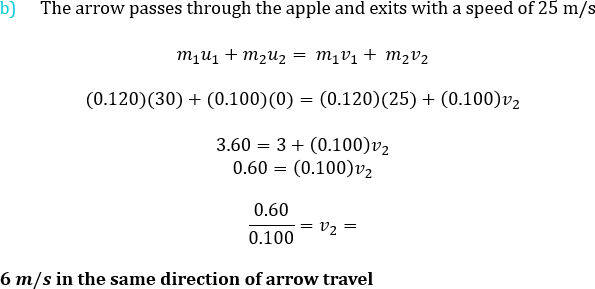 b) The arrow passes through the apple and exits with a speed of 25 m/s
m₁u₁ + m₂u₂ = m₁v₁ + m₂v₂
(0.120)(30) + (0.100)(0) = (0.120)(25) + (0.100)v₂
3.60 = 3 + (0.100)v₂
0.60 = (0.100)v₂
0.60
/0.100 = v₂ =
6 m/s in the same direction of arrow travel